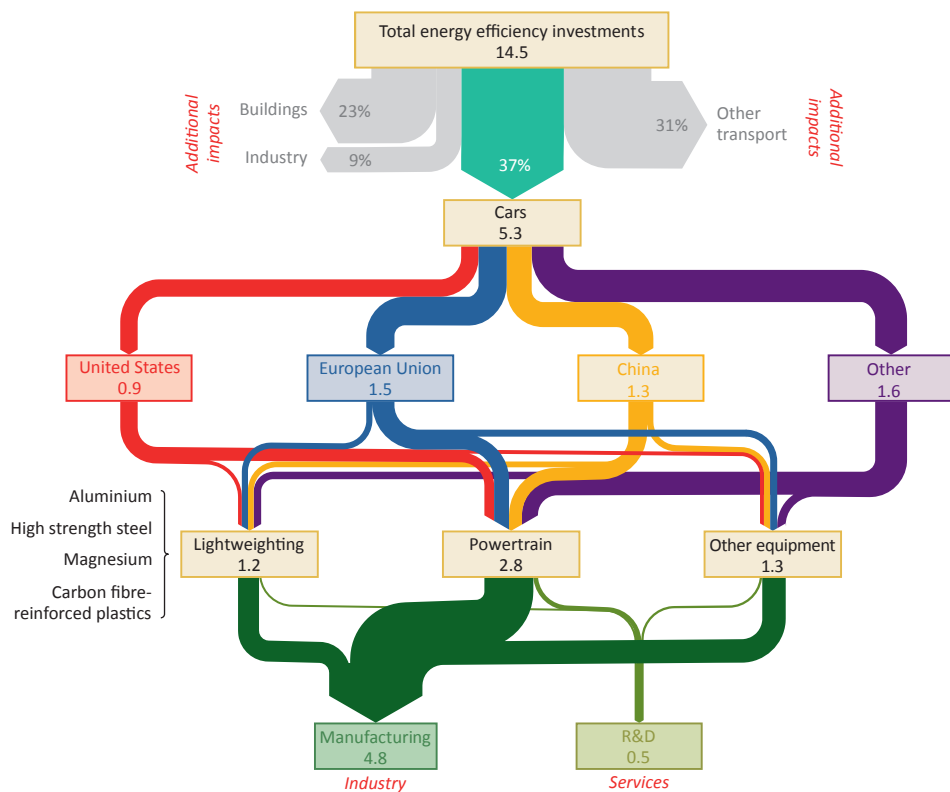 Total energy efficiency investments
14.5
Additional
impacts
Buildings
23%
Industry
9%
37%
31%
Other
transport
Additional
impacts
Cars
5.3
United States
0.9
European Union
1.5
China
1.3
Other
1.6
Aluminium
High strength steel
Magnesium
Carbon fibre-
reinforced plastics
Lightweighting
1.2
Powertrain
2.8
Other equipment
1.3
Manufacturing
4.8
Industry
R&D
0.5
Services